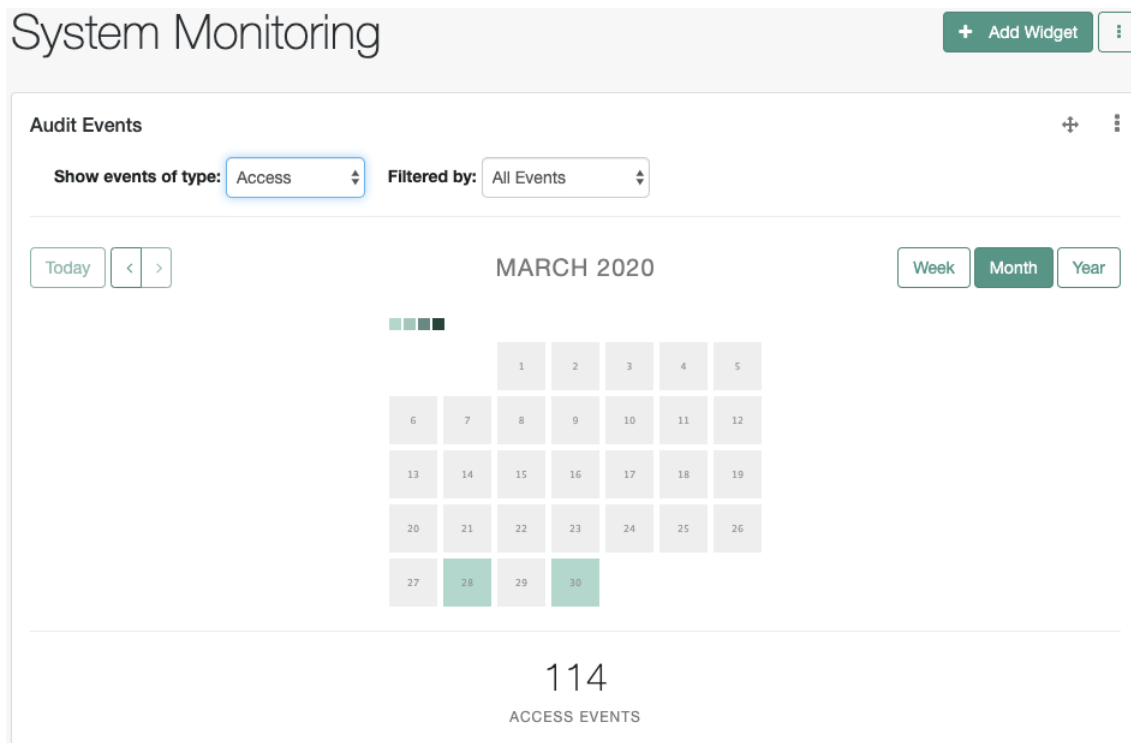 System Monitoring
+ Add Widget
Audit Events
Show events of type: Access Filtered by: All Events
Today < > MARCH 2020 Week Month Year
1 2 3 4 5
6 7 8 9 10 11 12
13 14 15 16 17 18 19
20 21 22 23 24 25 26
27 28 29 30
114
ACCESS EVENTS